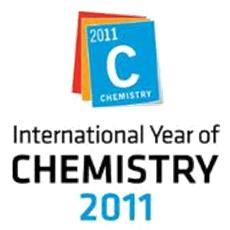 2011
C
CHEMISTRY
International Year of
CHEMISTRY
2011